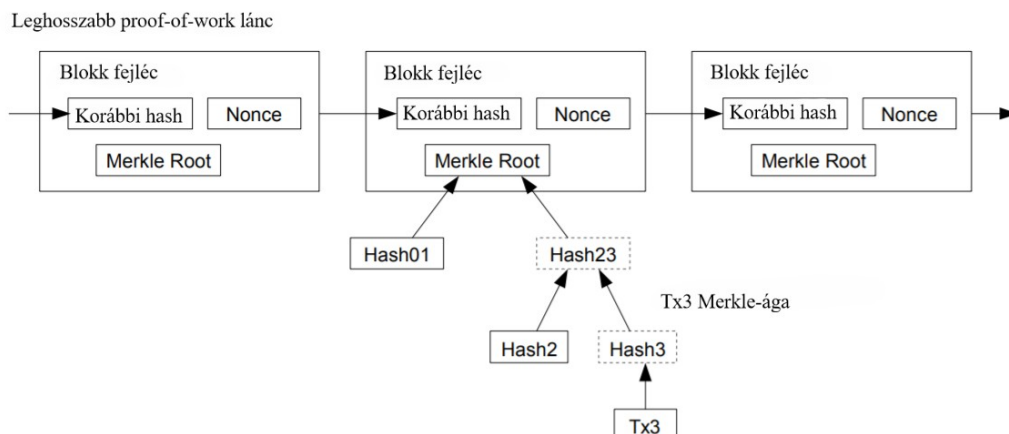 Leghosszabb proof-of-work lánc
Blokk fejléc
Korábbi hash
Nonce
Merkle Root
Blokk fejléc
Korábbi hash
Nonce
Merkle Root
Blokk fejléc
Korábbi hash
Nonce
Merkle Root
Hash01
Hash23
Tx3 Merkle-ága
Hash2
Hash3
Tx3